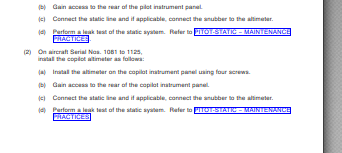 (b) Gain access to the rear of the pilot instrument panel.
(c) Connect the static line and if applicable, connect the snubber to the altimeter.
(d) Perform a leak test of the static system. Refer to PITOT-STATIC – MAINTENANCE
PRACTICES.
(2) On aircraft Serial Nos. 1081 to 1125,
install the copilot altimeter as follows:
(a) Install the altimeter on the copilot instrument panel using four screws.
(b) Gain access to the rear of the copilot instrument panel.
(c) Connect the static line and if applicable, connect the snubber to the altimeter.
(d) Perform a leak test of the static system. Refer to PITOT-STATIC – MAINTENANCE
PRACTICES.